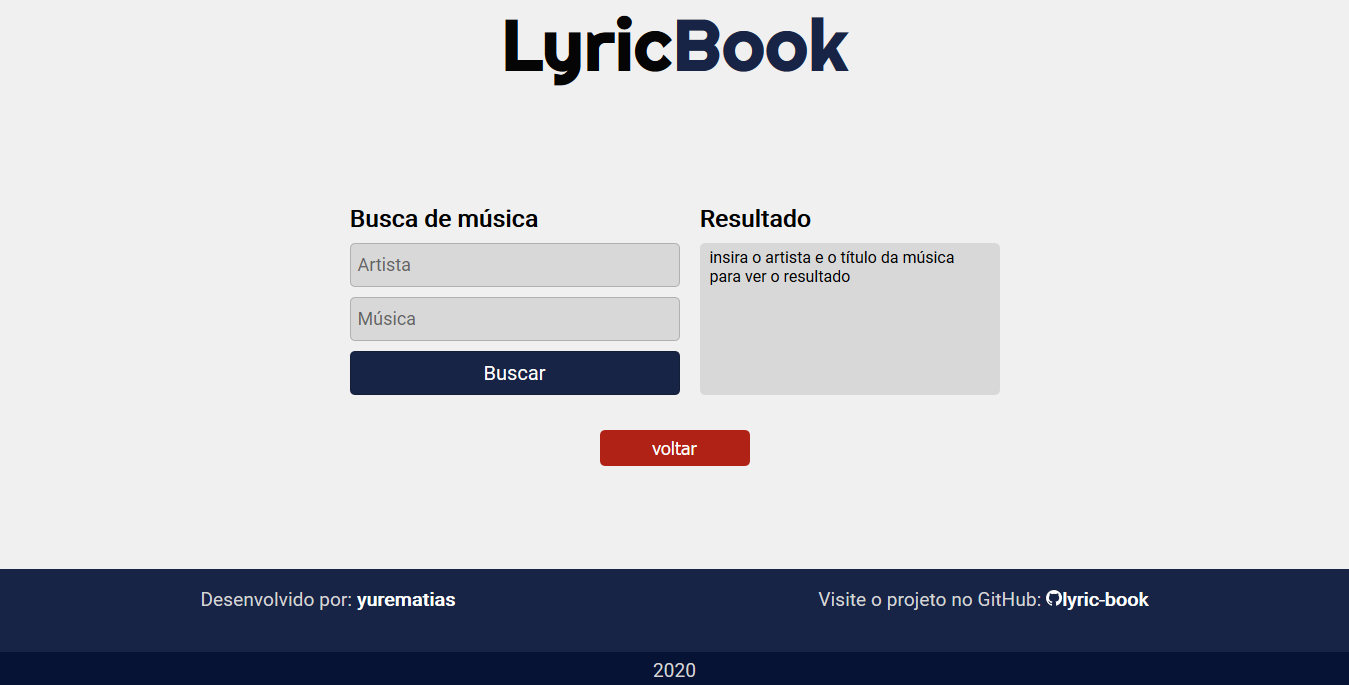 LyricBook
Busca de música
Artista
Música
Buscar
Resultado
insira o artista e o título da música
para ver o resultado
voltar
Desenvolvido por: yurematias
Visite o projeto no GitHub: lyric-book
2020